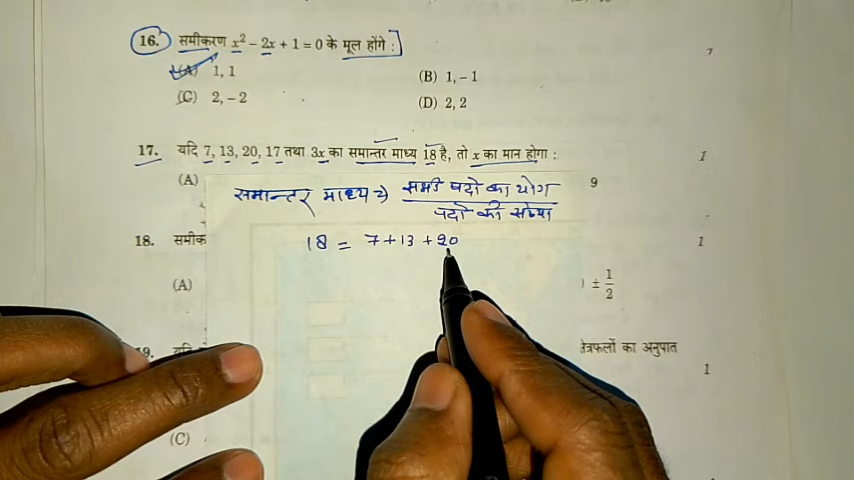 16. समीकरण x² – 2x + 1 = 0 के मूल होंगे :
(A) 1, 1
(B) 1, – 1
(C) 2, – 2
(D) 2, 2
17. यदि 7, 13, 20, 17 तथा 3x का समान्तर माध्य 18 है, तो x का मान होगा : 1
(A) 9
समान्तर माध्य → सभी पदों का योग
पदों की संख्या
18 = 7+13+20
18. समीक 1
(A) ) ± 1/2
19. यदि क्षेत्रफलों का अनुपात
1
(C)